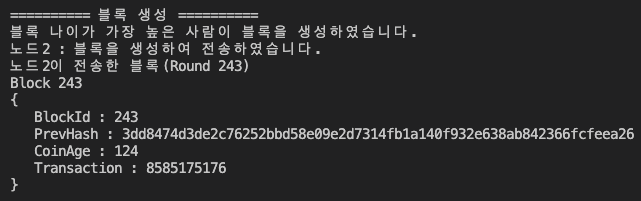 ========== 블록 생성 ==========
블록 나이가 가장 높은 사람이 블록을 생성하였습니다.
노드2 : 블록을 생성하여 전송하였습니다.
노드2이 전송한 블록(Round 243)
Block 243
{
BlockId : 243
PrevHash : 3dd8474d3de2c76252bbd58e09e2d7314fb1a140f932e638ab842366fcfeea26
CoinAge : 124
Transaction : 8585175176
}